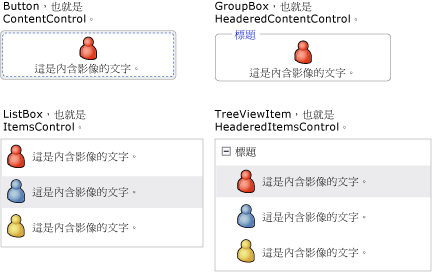 Button，也就是
ContentControl。
這是內含影像的文字。
GroupBox，也就是
HeaderedContentControl。
標題
這是內含影像的文字。
ListBox，也就是
ItemsControl。
這是內含影像的文字。
這是內含影像的文字。
這是內含影像的文字。
TreeViewItem，也就是
HeaderedItemsControl。
標題
這是內含影像的文字。
這是內含影像的文字。
這是內含影像的文字。